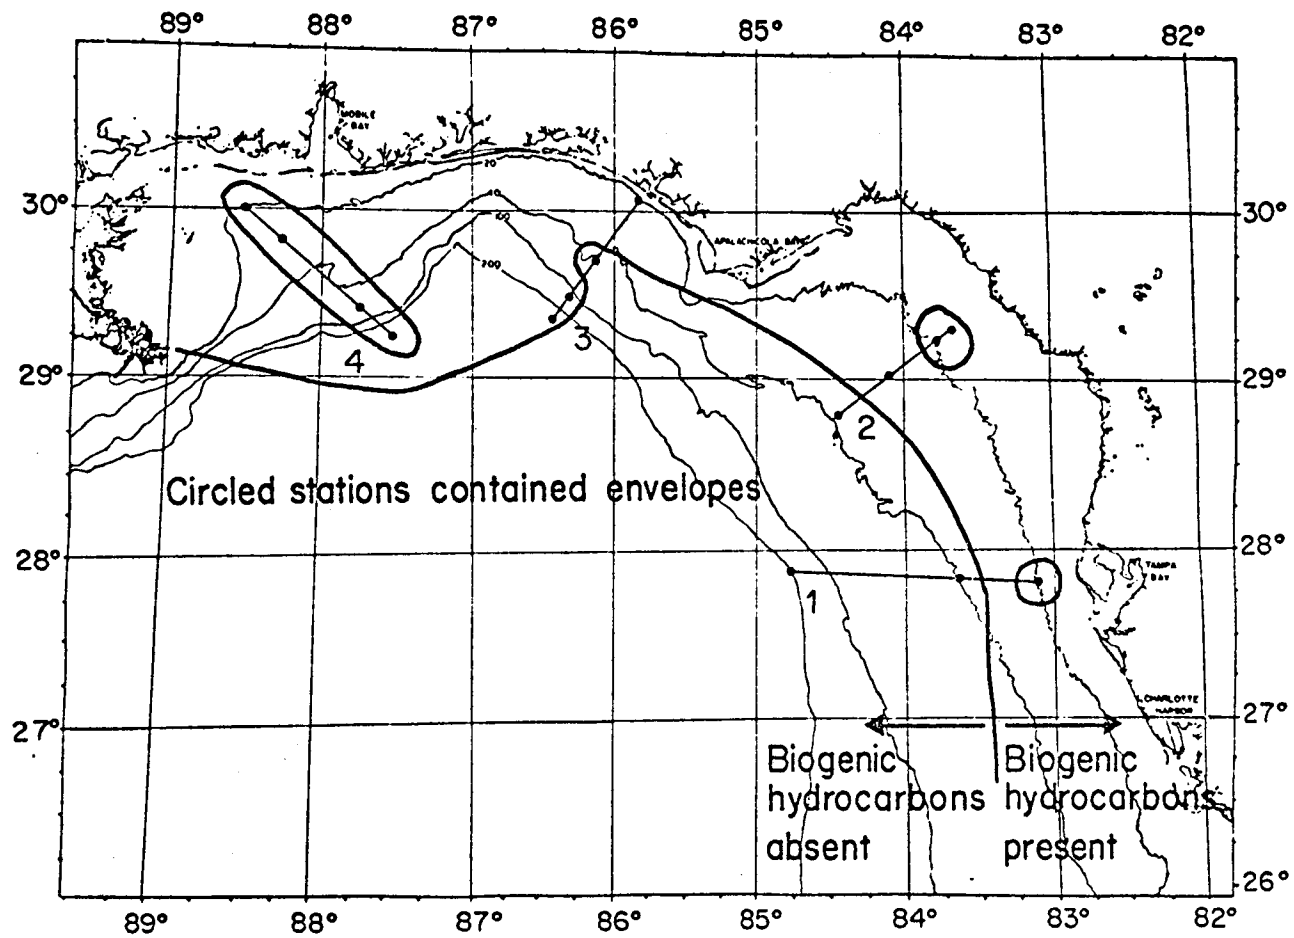 89° 88° 87° 86° 85° 84° 83° 82°
MOBILE
BAY
20
40
200
30° 30°
APALACHICOLA BAY
3
4
29° 29°
2
Circled stations contained envelopes
28° 28°
TAMPA
BAY
1
CHARLOTTE
HARBOR
27° 27°
Biogenic Biogenic
hydrocarbons hydrocarbons
absent present
26°
89° 88° 87° 86° 85° 84° 83° 82°